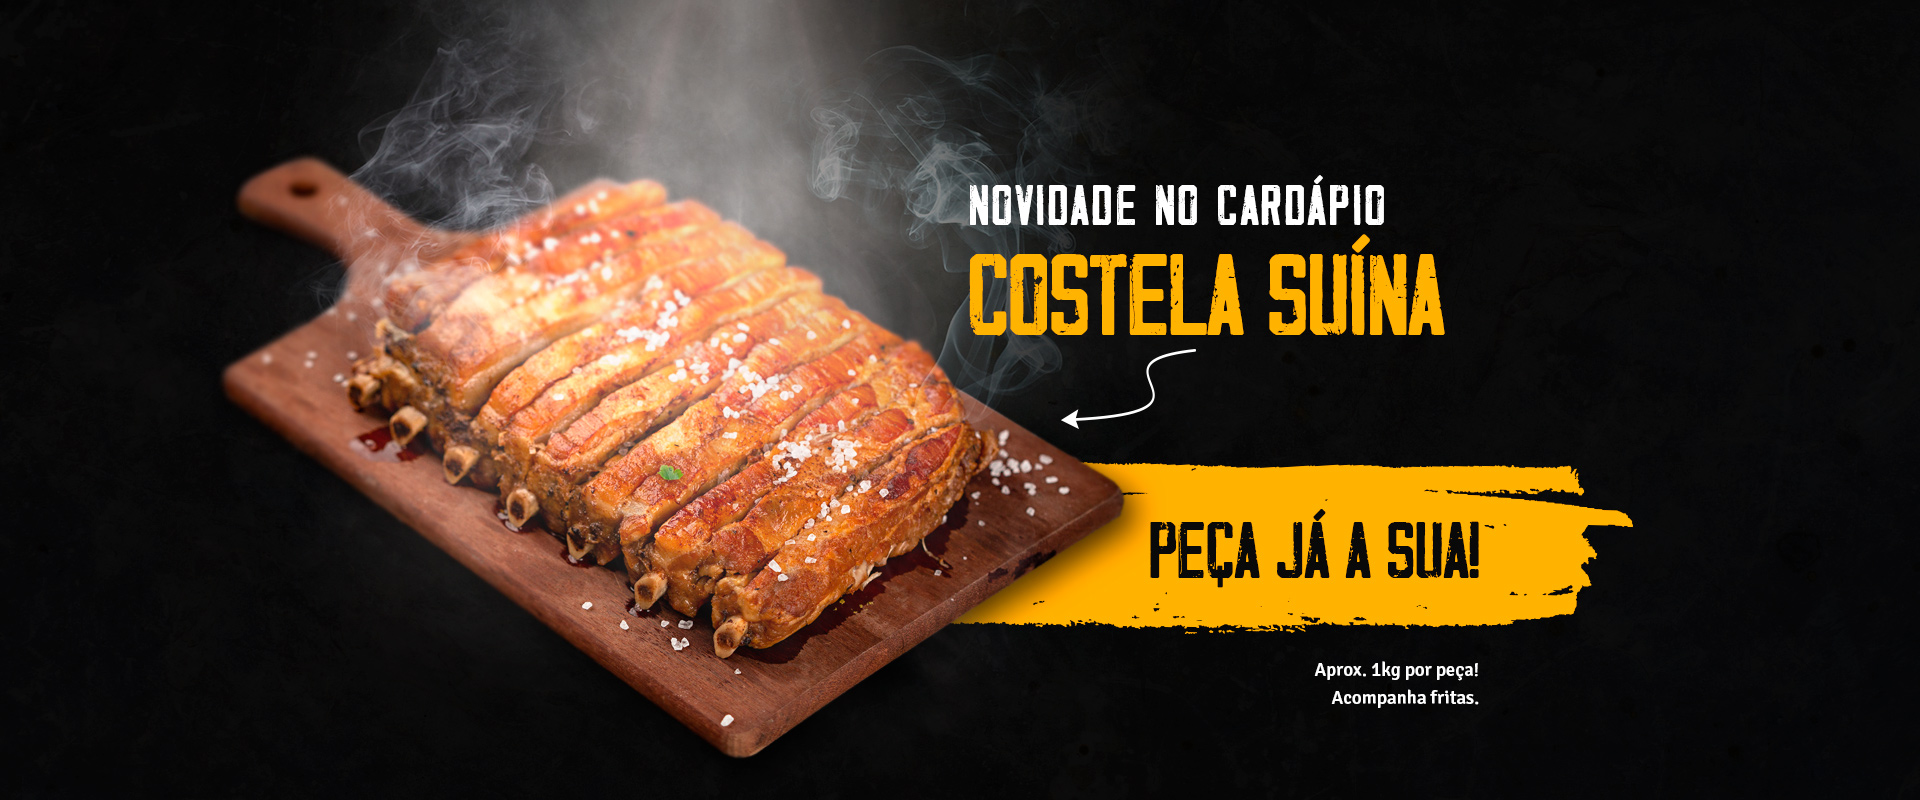 NOVIDADE NO CARDÁPIO
COSTELA SUÍNA
PEÇA JÁ A SUA!
Aprox. 1kg por peça!
Acompanha fritas.